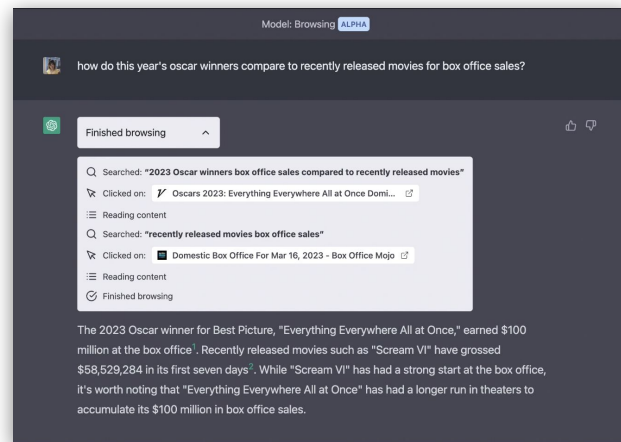 Model: Browsing ALPHA
how do this year's oscar winners compare to recently released movies for box office sales?
Finished browsing
Searched: "2023 Oscar winners box office sales compared to recently released movies"
Clicked on: V Oscars 2023: Everything Everywhere All at Once Domi...
Reading content
Searched: "recently released movies box office sales"
Clicked on: Domestic Box Office For Mar 16, 2023 - Box Office Mojo
Reading content
Finished browsing
The 2023 Oscar winner for Best Picture, "Everything Everywhere All at Once," earned $100
million at the box office¹. Recently released movies such as "Scream VI" have grossed
$58,529,284 in its first seven days². While "Scream VI" has had a strong start at the box office,
it's worth noting that "Everything Everywhere All at Once" has had a longer run in theaters to
accumulate its $100 million in box office sales.